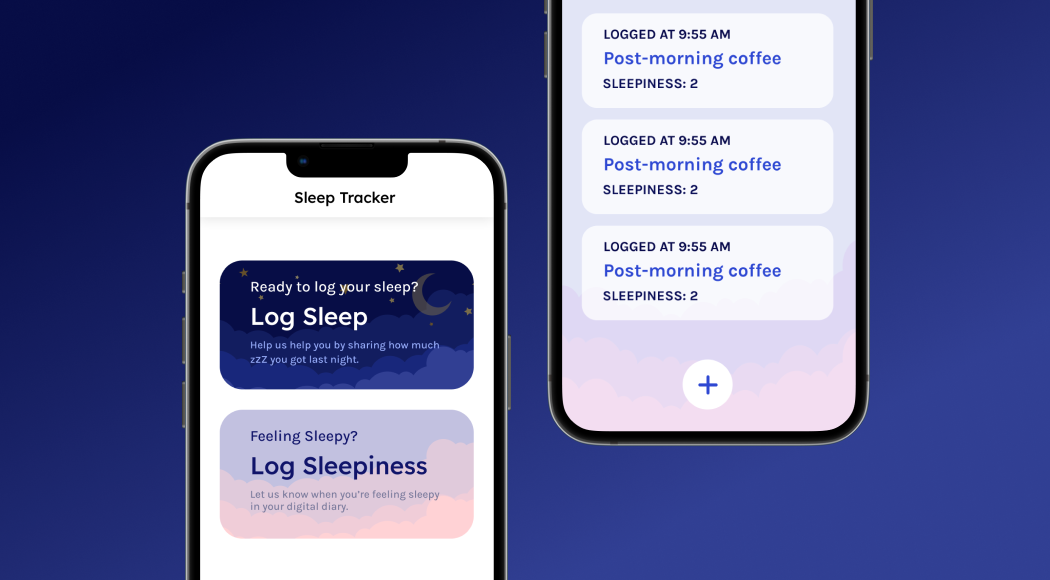 Sleep Tracker
Ready to log your sleep?
Log Sleep
Help us help you by sharing how much
zzZ you got last night.
Feeling Sleepy?
Log Sleepiness
Let us know when you're feeling sleepy
in your digital diary.
LOGGED AT 9:55 AM
Post-morning coffee
SLEEPINESS: 2
LOGGED AT 9:55 AM
Post-morning coffee
SLEEPINESS: 2
LOGGED AT 9:55 AM
Post-morning coffee
SLEEPINESS: 2